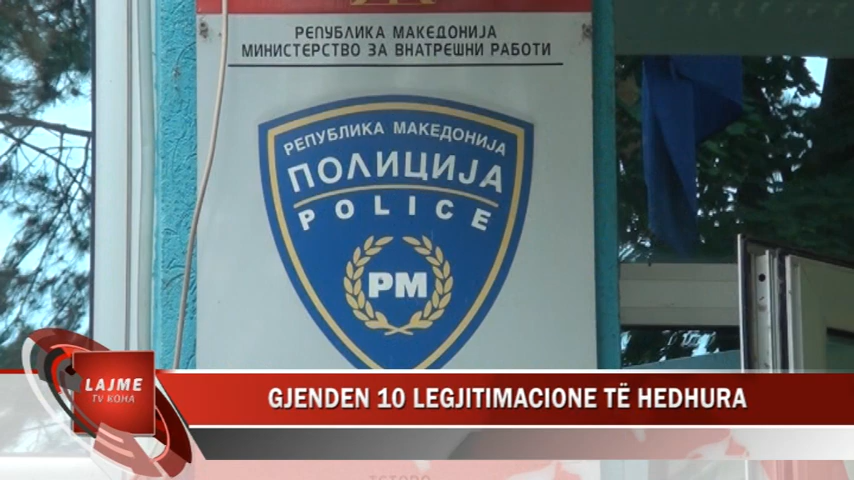 РЕПУБЛИКА МАКЕДОНИЈА
МИНИСТЕРСТВО ЗА ВНАТРЕШНИ РАБОТИ
РЕПУБЛИКА МАКЕДОНИЈА
ПОЛИЦИЈА
POLICE
РМ
LAJME
TV KOHA
GJENDEN 10 LEGJITIMACIONE TË HEDHURA